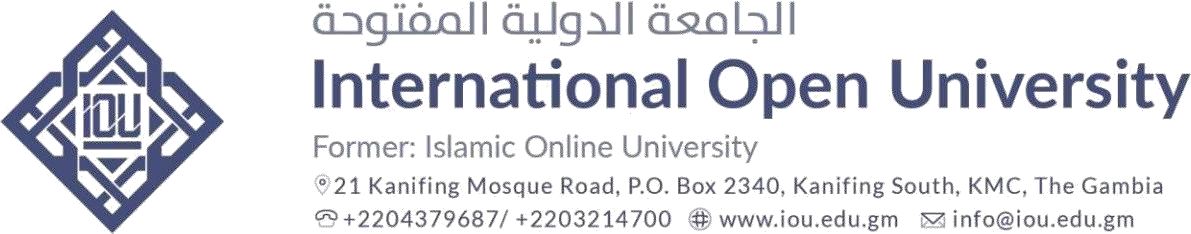 الجامعة الدولية المفتوحة
IOU
International Open University
Former: Islamic Online University
21 Kanifing Mosque Road, P.O. Box 2340, Kanifing South, KMC, The Gambia
+2204379687/ +2203214700 www.iou.edu.gm info@iou.edu.gm